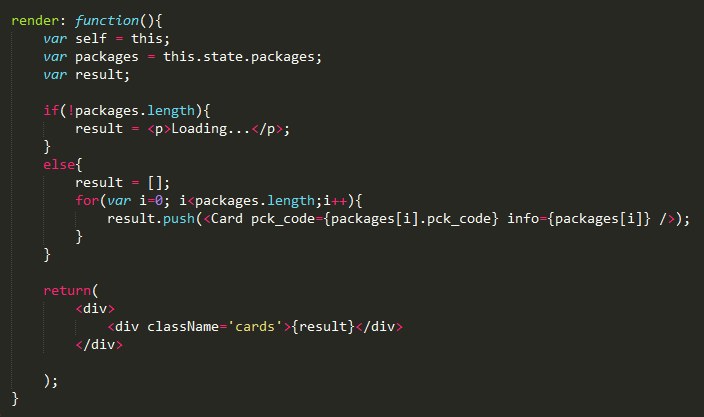 render: function(){
    var self = this;
    var packages = this.state.packages;
    var result;

    if(!packages.length){
        result = <p>Loading...</p>;
    }
    else{
        result = [];
        for(var i=0; i<packages.length;i++){
            result.push(<Card pck_code={packages[i].pck_code} info={packages[i]} />);
        }
    }

    return(
        <div>
            <div className='cards'>{result}</div>
        </div>

    );
}